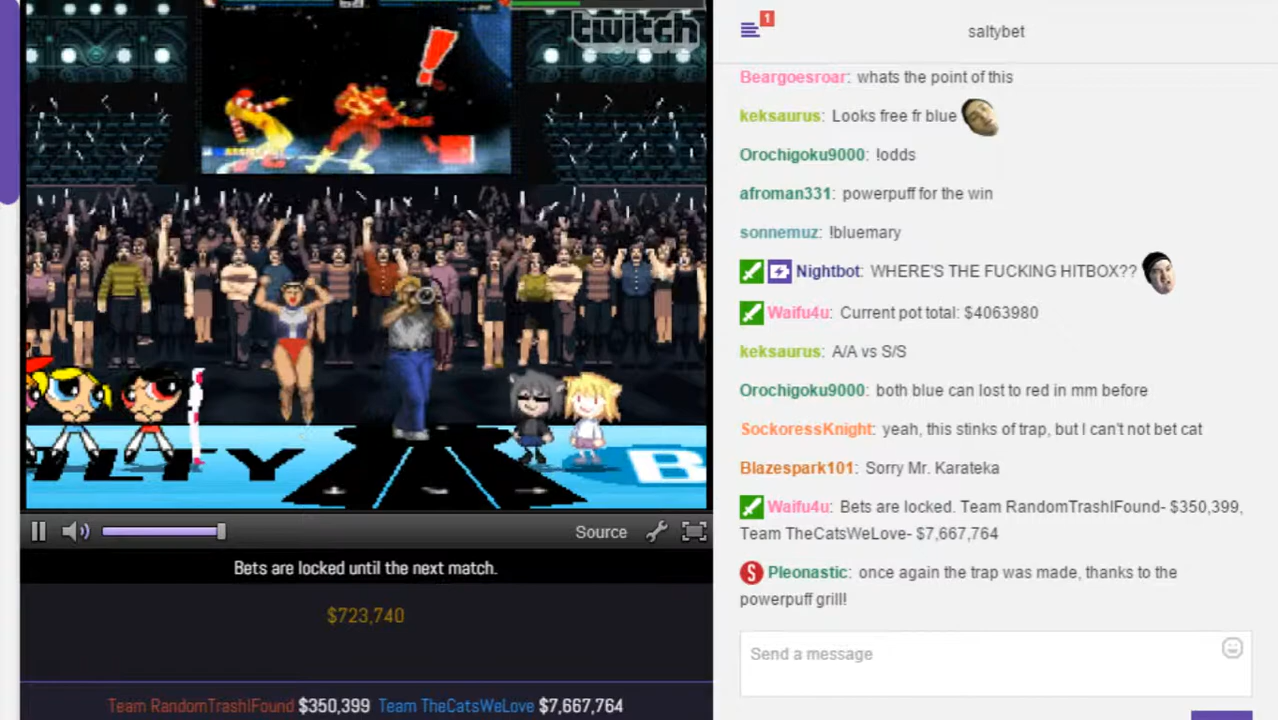 twitch
1
saltybet
Beargoesroar: whats the point of this
keksaurus: Looks free fr blue
Orochigoku9000: !odds
afroman331: powerpuff for the win
sonnemuz: !bluemary
Nightbot: WHERE'S THE FUCKING HITBOX??
Waifu4u: Current pot total: $4063980
keksaurus: A/A vs S/S
Orochigoku9000: both blue can lost to red in mm before
SockoressKnight: yeah, this stinks of trap, but I can't not bet cat
Blazespark101: Sorry Mr. Karateka
Waifu4u: Bets are locked. Team RandomTrashIFound- $350,399,
Team TheCatsWeLove- $7,667,764
S Pleonastic: once again the trap was made, thanks to the
powerpuff grill!
Send a message
LTY
B
Source
Bets are locked until the next match.
$723,740
Team RandomTrashIFound $350,399 Team TheCatsWeLove $7,667,764